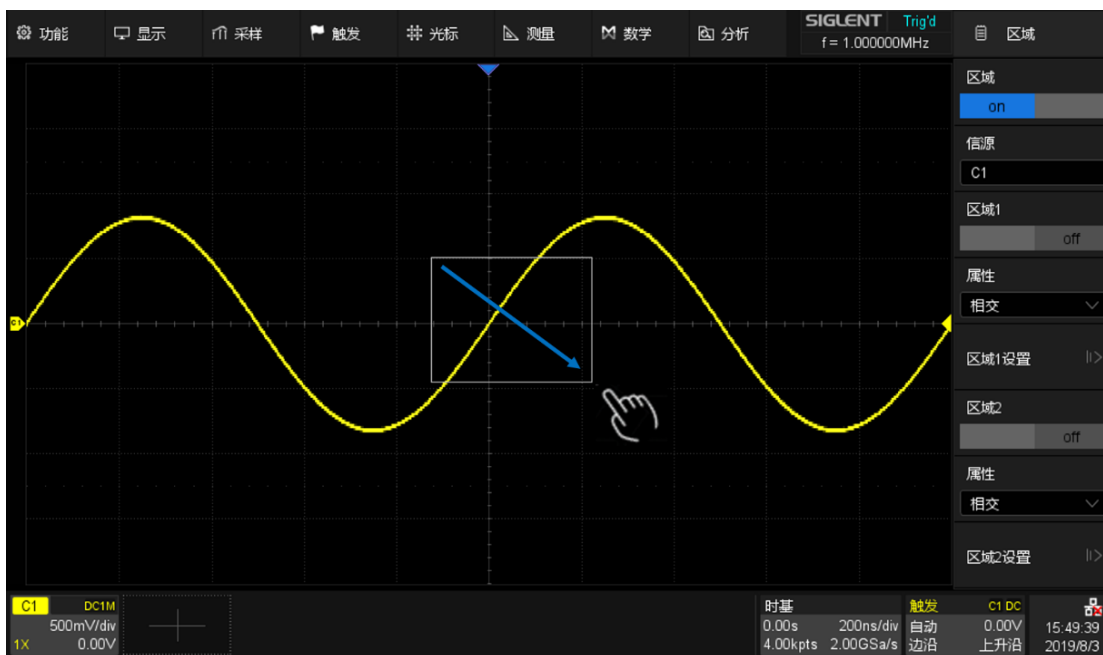 功能 显示 采样 触发 光标 测量 数学 分析 SIGLENT Trig'd
f = 1.000000MHz
区域
区域
on
信源
C1
区域1
off
属性
相交
区域1设置
区域2
off
属性
相交
区域2设置
C1
C1 DC1M
500mV/div
1X 0.00V
时基
0.00s 200ns/div
4.00kpts 2.00GSa/s
触发 C1 DC
自动 0.00V
边沿 上升沿
15:49:39
2019/8/3